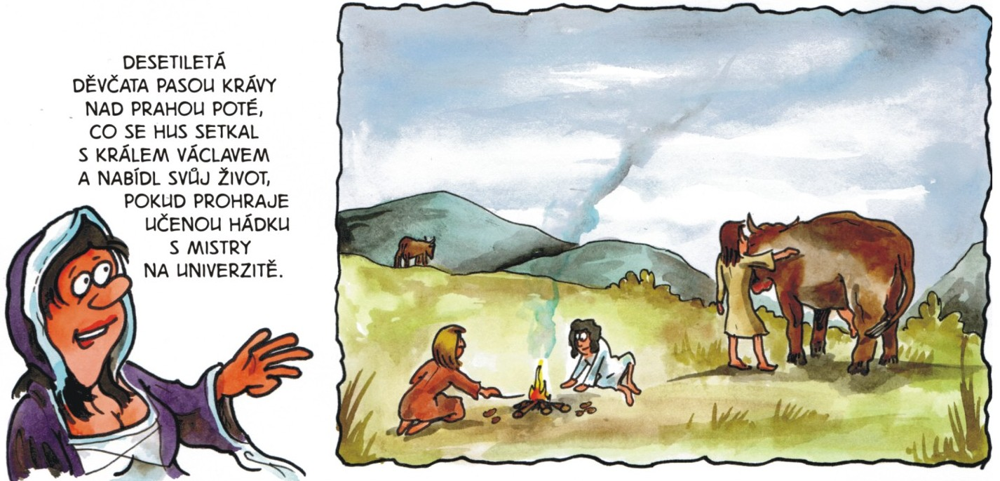 DESETILETÁ
DĚVČATA PASOU KRÁVY
NAD PRAHOU POTÉ,
CO SE HUS SETKAL
S KRÁLEM VÁCLAVEM
A NABÍDL SVŮJ ŽIVOT,
POKUD PROHRAJE
UČENOU HÁDKU
S MISTRY
NA UNIVERZITĚ.